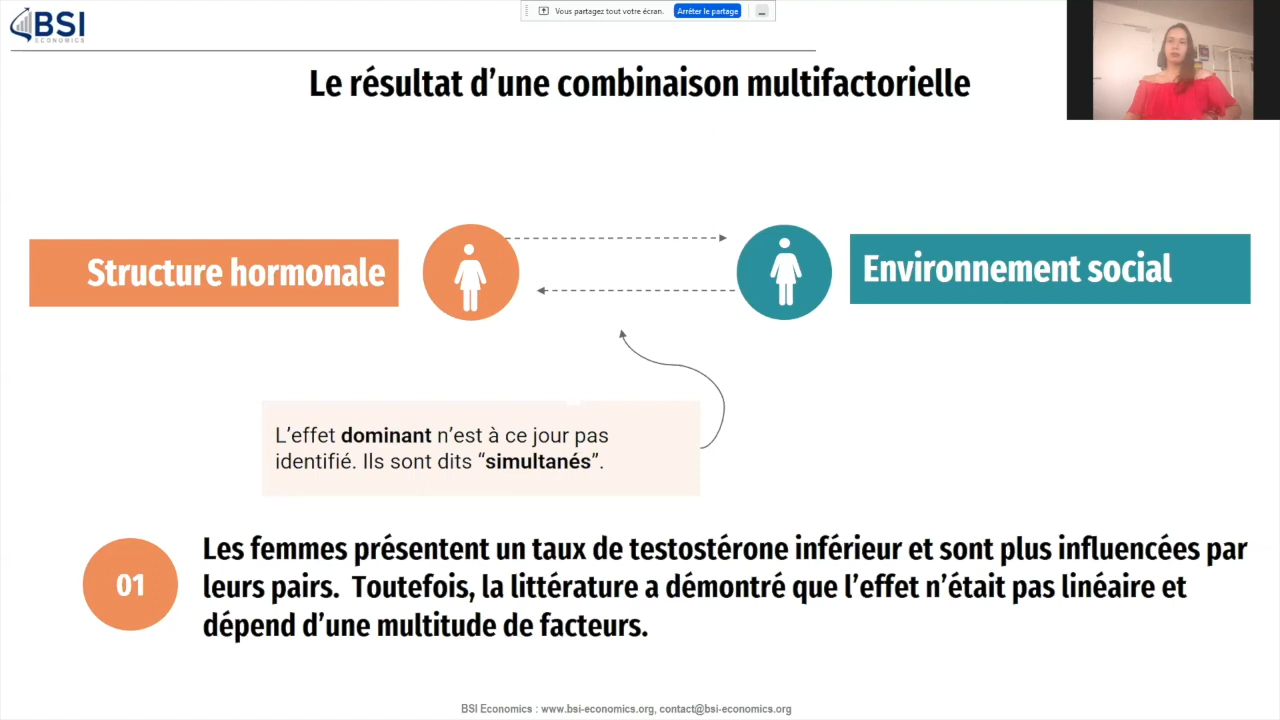 BSI
ECONOMICS
Vous partagez tout votre écran.
Arrêter le partage
Le résultat d’une combinaison multifactorielle
Structure hormonale
Environnement social
L’effet dominant n’est à ce jour pas
identifié. Ils sont dits “simultanés”.
01
Les femmes présentent un taux de testostérone inférieur et sont plus influencées par
leurs pairs. Toutefois, la littérature a démontré que l’effet n’était pas linéaire et
dépend d’une multitude de facteurs.
BSI Economics : www.bsi-economics.org, contact@bsi-economics.org